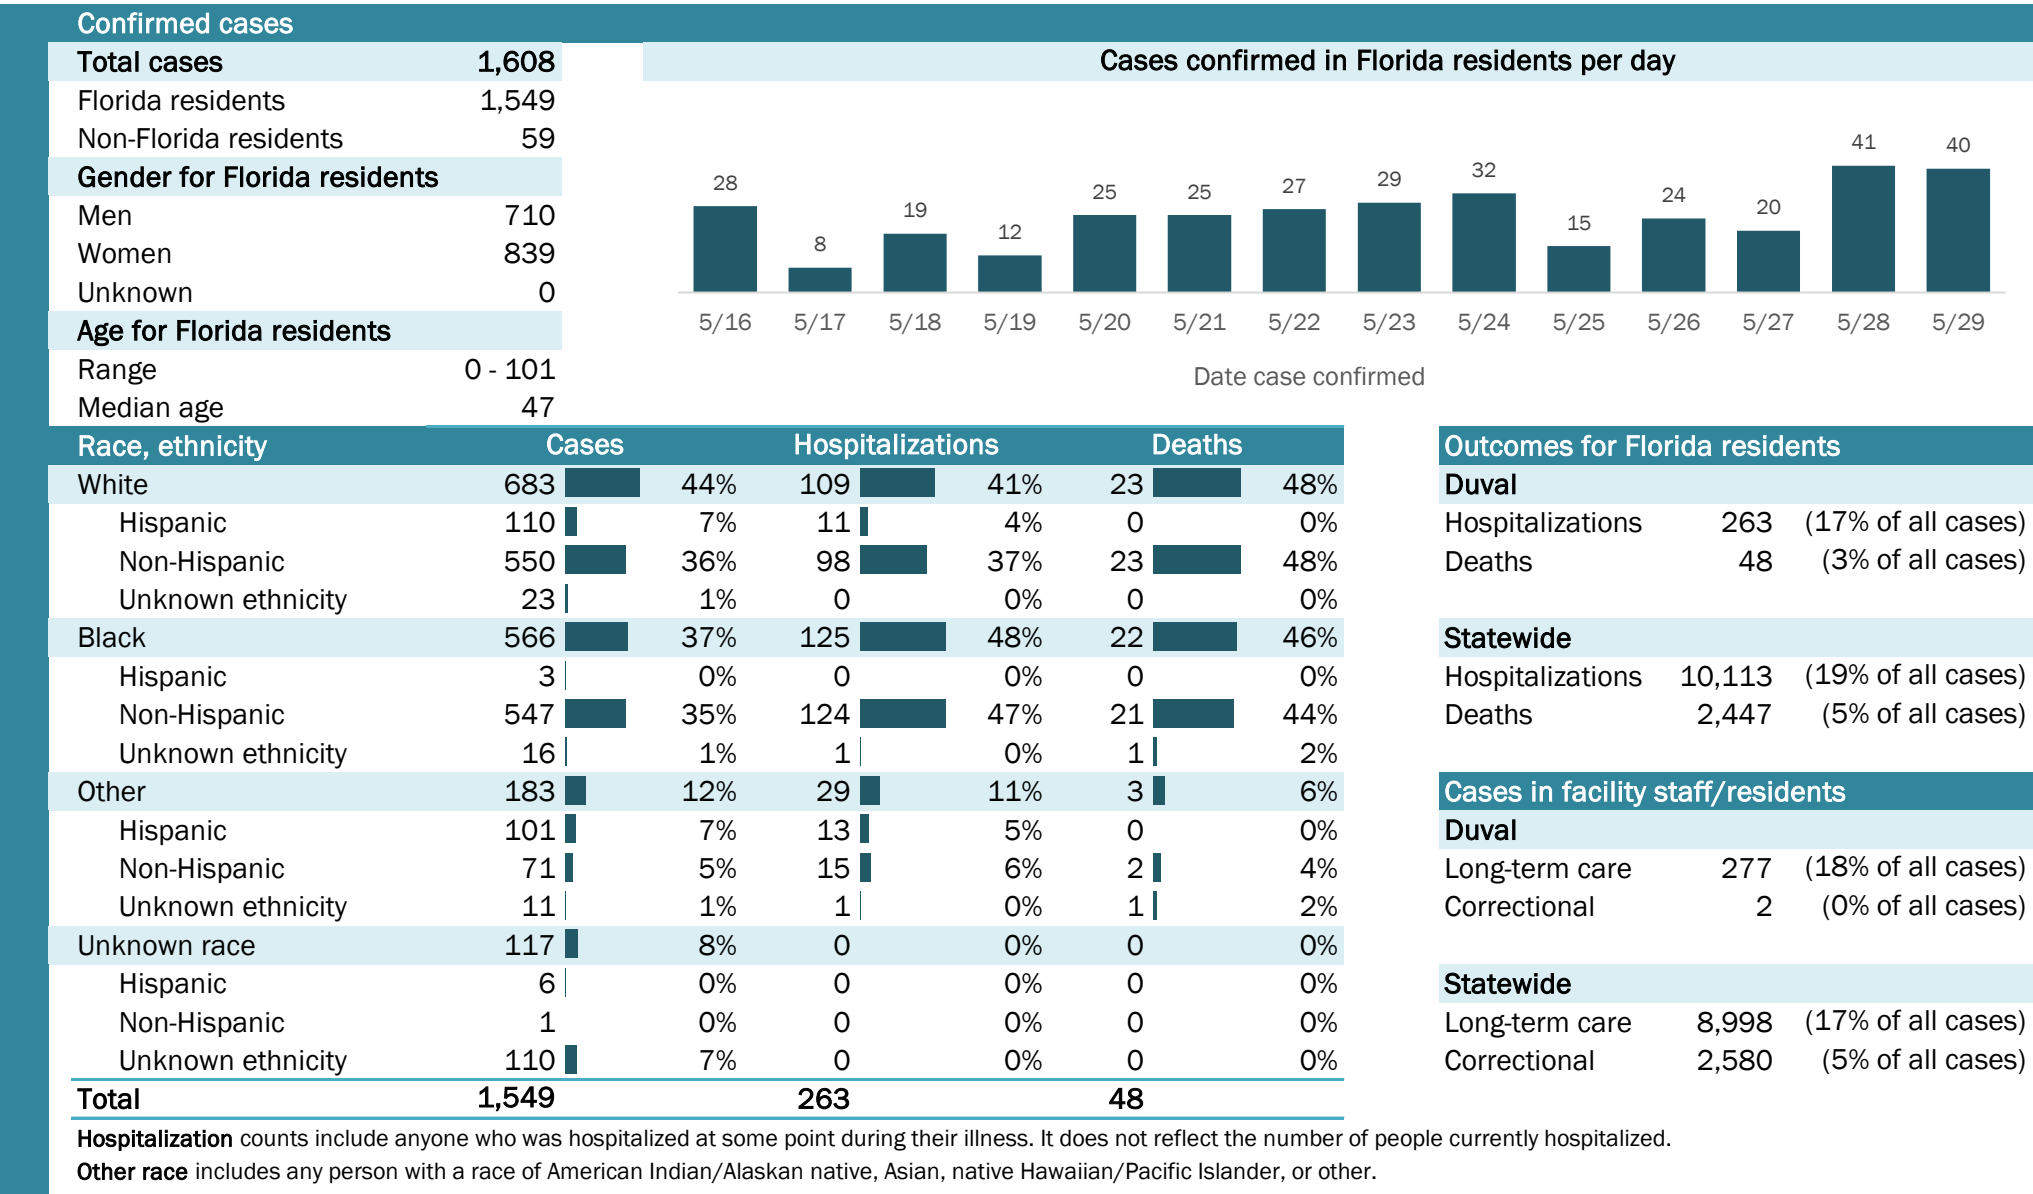 Confirmed cases
Total cases 1,608
Florida residents 1,549
Non-Florida residents 59
Gender for Florida residents
Men 710
Women 839
Unknown 0
Age for Florida residents
Range 0 - 101
Median age 47
Cases confirmed in Florida residents per day
28 8 19 12 25 25 27 29 32 15 24 20 41 40
5/16 5/17 5/18 5/19 5/20 5/21 5/22 5/23 5/24 5/25 5/26 5/27 5/28 5/29
Date case confirmed
Race, ethnicity Cases Hospitalizations Deaths
White 683 44% 109 41% 23 48%
Hispanic 110 7% 11 4% 0 0%
Non-Hispanic 550 36% 98 37% 23 48%
Unknown ethnicity 23 1% 0 0% 0 0%
Black 566 37% 125 48% 22 46%
Hispanic 3 0% 0 0% 0 0%
Non-Hispanic 547 35% 124 47% 21 44%
Unknown ethnicity 16 1% 1 0% 1 2%
Other 183 12% 29 11% 3 6%
Hispanic 101 7% 13 5% 0 0%
Non-Hispanic 71 5% 15 6% 2 4%
Unknown ethnicity 11 1% 1 0% 1 2%
Unknown race 117 8% 0 0% 0 0%
Hispanic 6 0% 0 0% 0 0%
Non-Hispanic 1 0% 0 0% 0 0%
Unknown ethnicity 110 7% 0 0% 0 0%
Total 1,549 263 48
Outcomes for Florida residents
Duval
Hospitalizations 263 (17% of all cases)
Deaths 48 (3% of all cases)
Statewide
Hospitalizations 10,113 (19% of all cases)
Deaths 2,447 (5% of all cases)
Cases in facility staff/residents
Duval
Long-term care 277 (18% of all cases)
Correctional 2 (0% of all cases)
Statewide
Long-term care 8,998 (17% of all cases)
Correctional 2,580 (5% of all cases)
Hospitalization counts include anyone who was hospitalized at some point during their illness. It does not reflect the number of people currently hospitalized.
Other race includes any person with a race of American Indian/Alaskan native, Asian, native Hawaiian/Pacific Islander, or other.